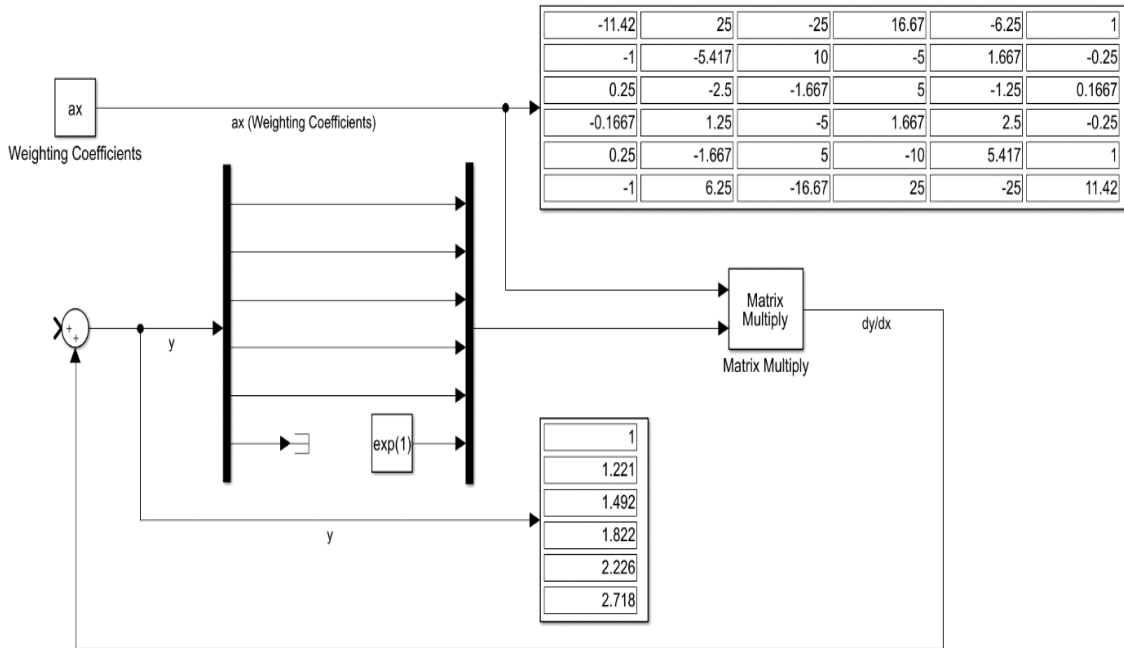 -11.42 25 -25 16.67 -6.25 1
-1 -5.417 10 -5 1.667 -0.25
0.25 -2.5 -1.667 5 -1.25 0.1667
-0.1667 1.25 -5 1.667 2.5 -0.25
0.25 -1.667 5 -10 5.417 1
-1 6.25 -16.67 25 -25 11.42
ax
ax (Weighting Coefficients)
Weighting Coefficients
Matrix
Multiply
dy/dx
Matrix Multiply
+
+
y
exp(1)
y
1
1.221
1.492
1.822
2.226
2.718